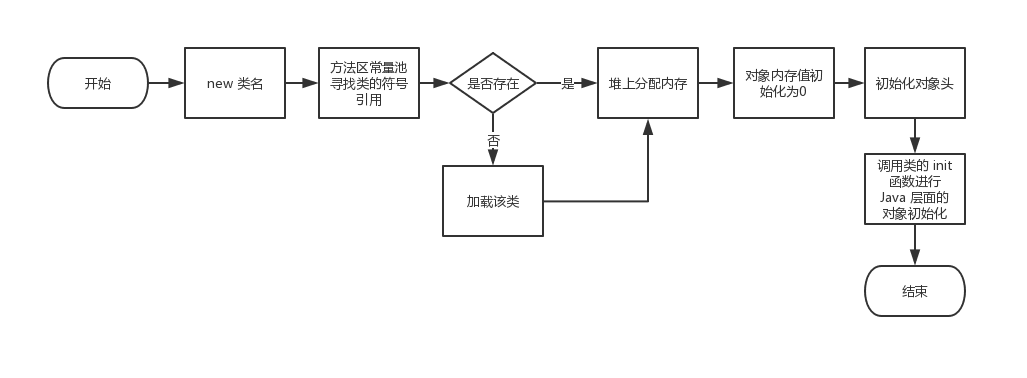 开始
new 类名
方法区常量池
寻找类的符号
引用
是否存在
是
堆上分配内存
对象内存值初
始化为0
初始化对象头
否
加载该类
调用类的 init
函数进行
Java 层面的
对象初始化
结束